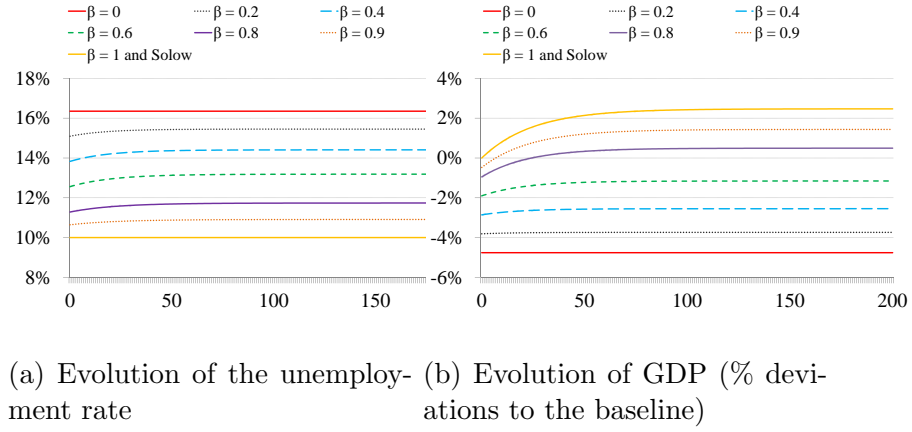 β = 0 β = 0.2 β = 0.4
β = 0.6 β = 0.8 β = 0.9
β = 1 and Solow
18%
16%
14%
12%
10%
8%
0 50 100 150
β = 0 β = 0.2 β = 0.4
β = 0.6 β = 0.8 β = 0.9
β = 1 and Solow
4%
2%
0%
-2%
-4%
-6%
0 50 100 150 200
(a) Evolution of the unemploy-
ment rate
(b) Evolution of GDP (% devi-
ations to the baseline)